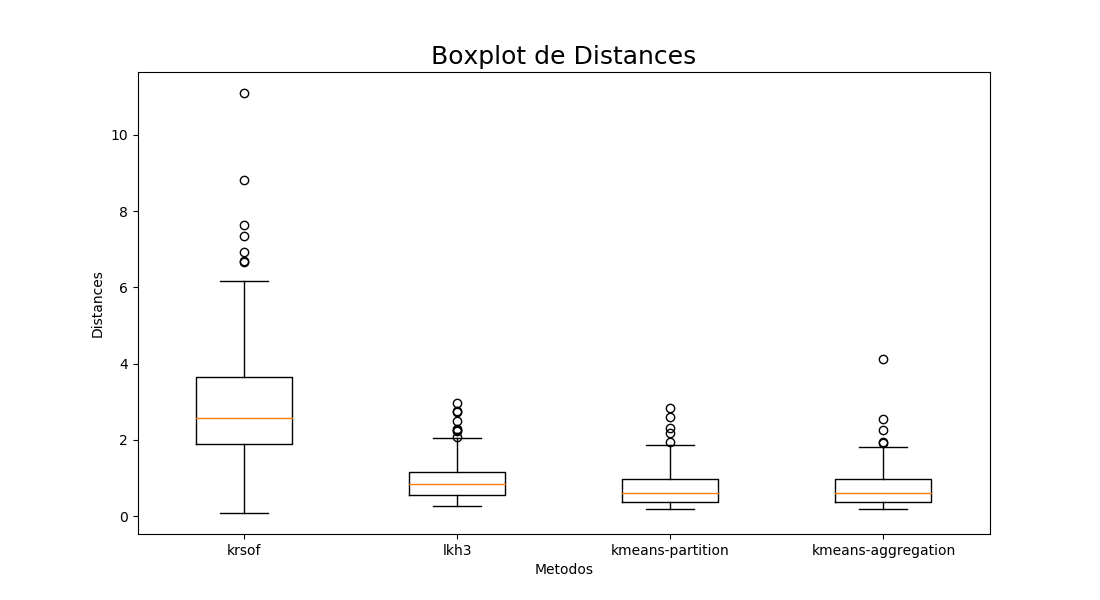 Boxplot de Distances
10
8
6
4
2
0
Distances
krsof lkh3 kmeans-partition kmeans-aggregation
Metodos